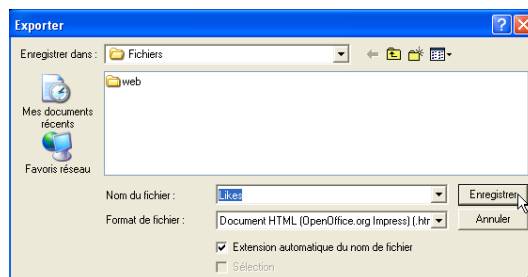 Exporter
Enregistrer dans :
Fichiers
web
Mes documents
récents
Favoris réseau
Nom du fichier :
Likes
Enregistrer
Format de fichier :
Document HTML (OpenOffice.org Impress) (.htr
Annuler
Extension automatique du nom de fichier
Sélection